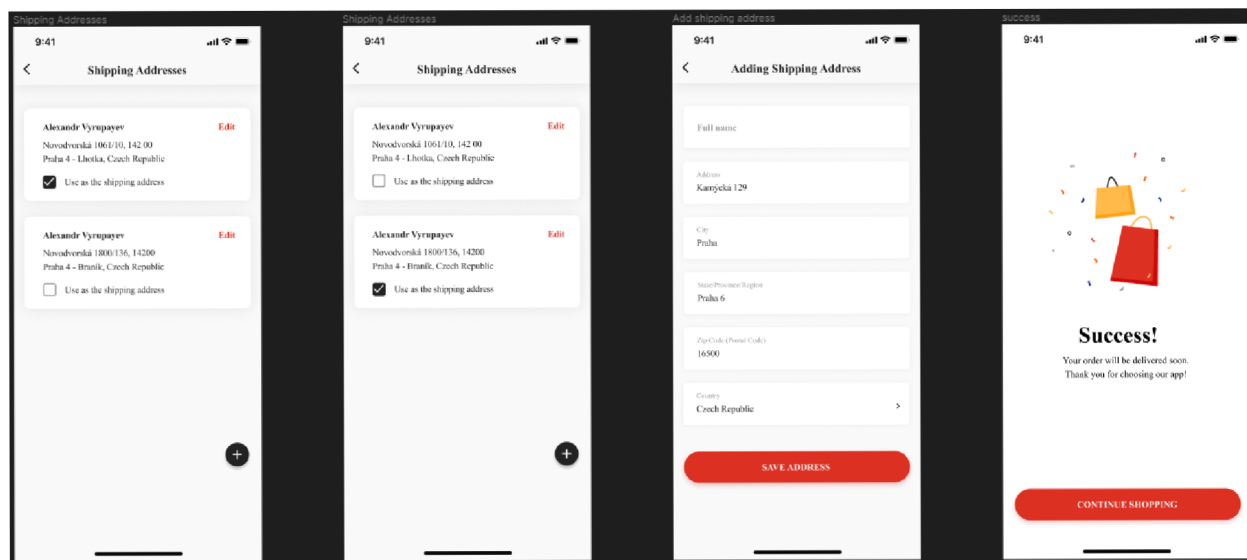 Shipping Addresses
9:41
Shipping Addresses
Alexandr Vyrupayev
Edit
Novodvorská 1061/10, 142 00
Praha 4 - Lhotka, Czech Republic
Use as the shipping address
Alexandr Vyrupayev
Edit
Novodvorská 1800/136, 14200
Praha 4 - Braník, Czech Republic
Use as the shipping address
Shipping Addresses
9:41
Shipping Addresses
Alexandr Vyrupayev
Edit
Novodvorská 1061/10, 142 00
Praha 4 - Lhotka, Czech Republic
Use as the shipping address
Alexandr Vyrupayev
Edit
Novodvorská 1800/136, 14200
Praha 4 - Braník, Czech Republic
Use as the shipping address
Add shipping address
9:41
Adding Shipping Address
Full name
Address
Kamýcká 129
City
Praha
State/Province/Region
Praha 6
Zip Code (Postal Code)
16500
Country
Czech Republic
SAVE ADDRESS
success
9:41
Success!
Your order will be delivered soon.
Thank you for choosing our app!
CONTINUE SHOPPING